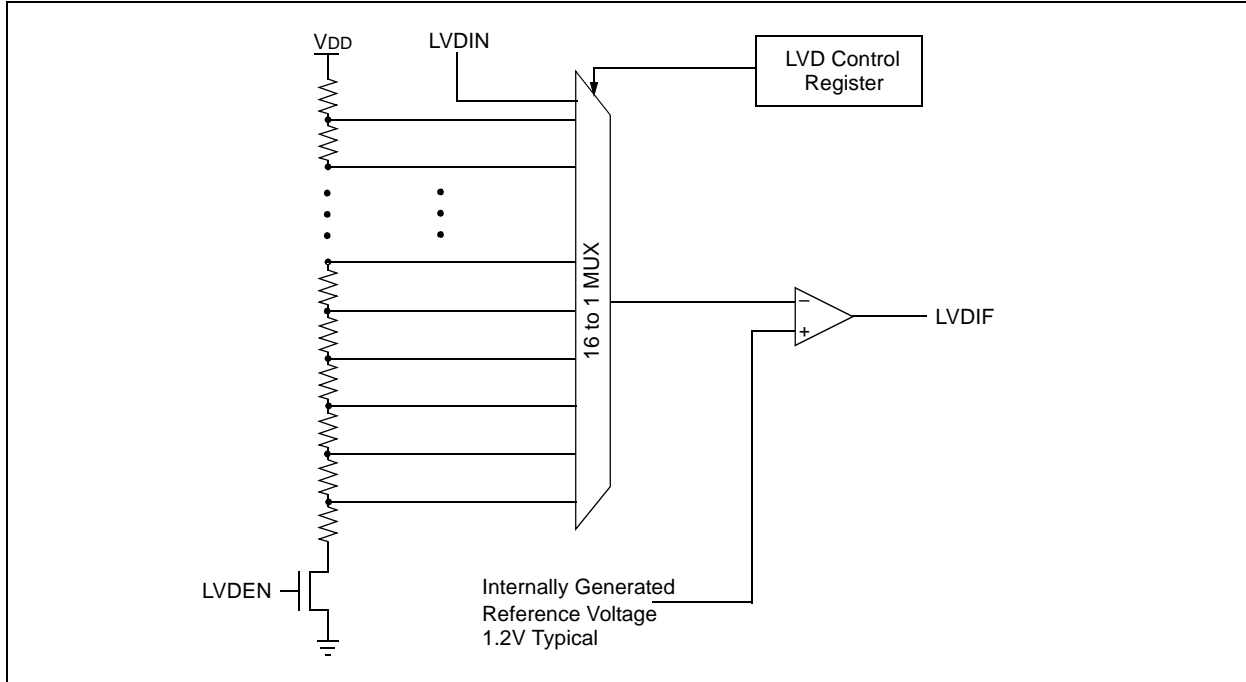 VDD
LVDIN
LVD Control
Register
16 to 1 MUX
–
+
LVDIF
LVDEN
Internally Generated
Reference Voltage
1.2V Typical